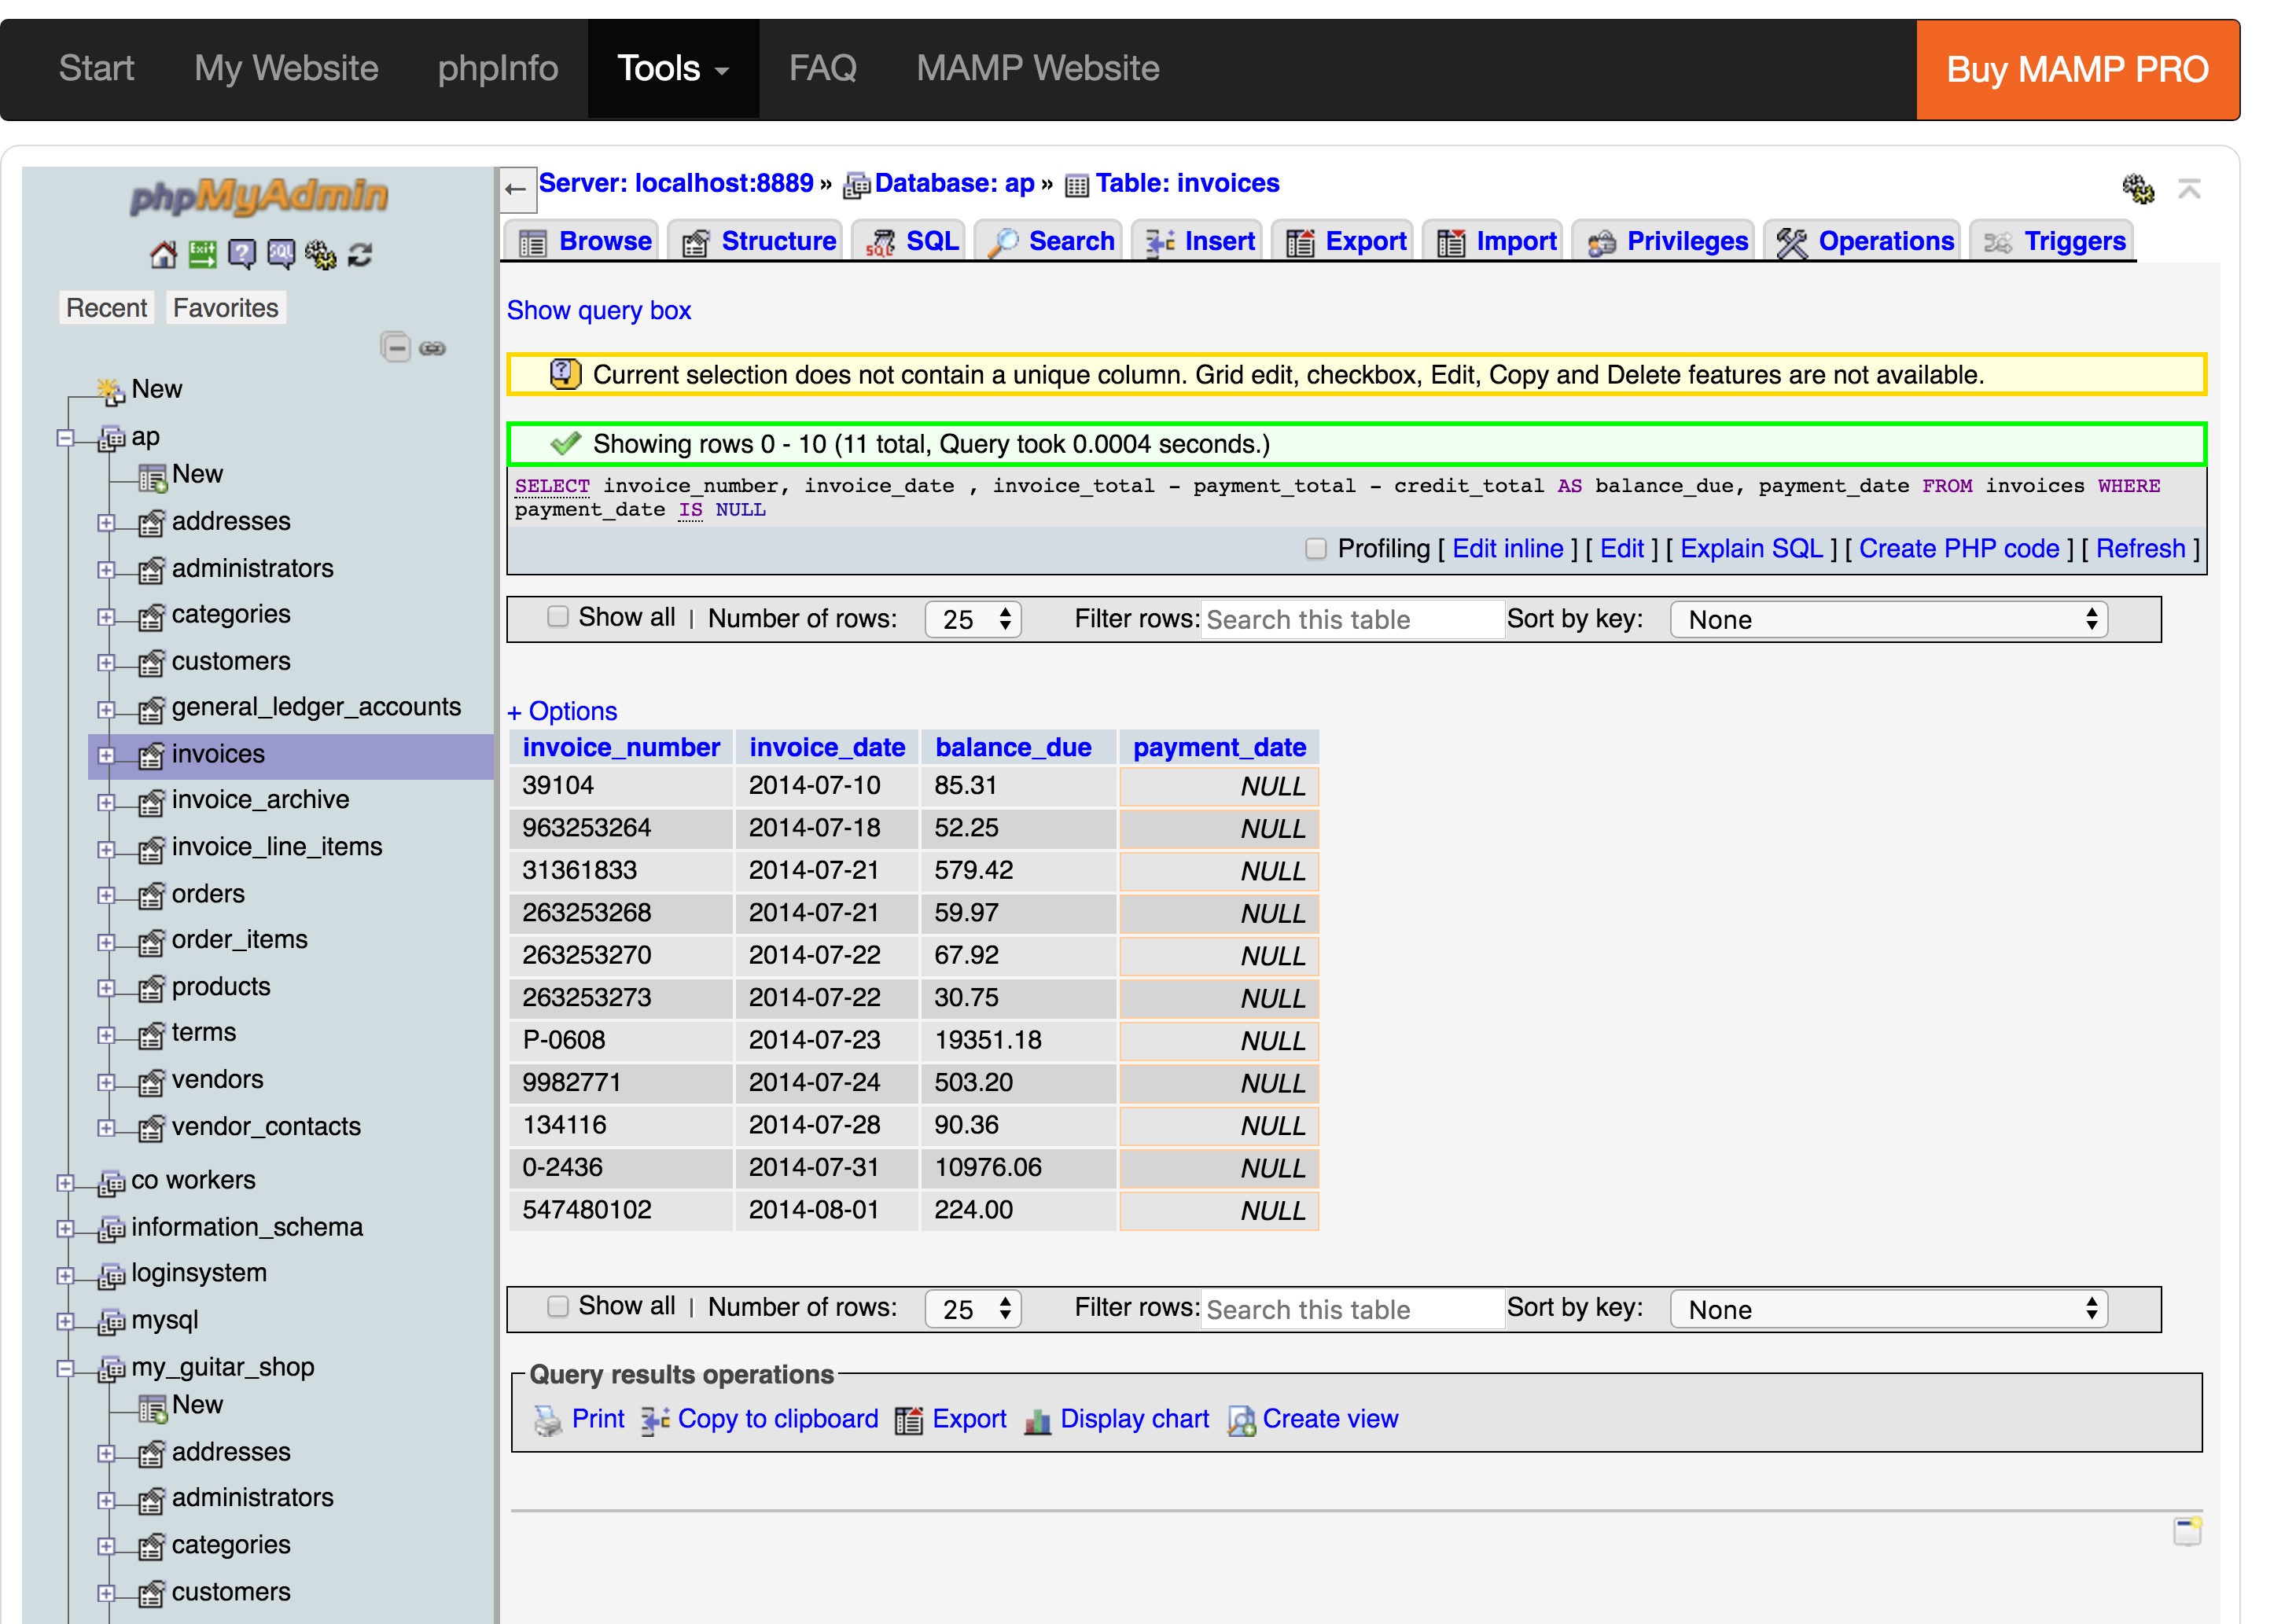 Start My Website phpInfo Tools FAQ MAMP Website Buy MAMP PRO
phpMyAdmin
Recent Favorites
New
ap
New
addresses
administrators
categories
customers
general_ledger_accounts
invoices
invoice_archive
invoice_line_items
orders
order_items
products
terms
vendors
vendor_contacts
co workers
information_schema
loginsystem
mysql
my_guitar_shop
New
addresses
administrators
categories
customers
Server: localhost:8889 » Database: ap » Table: invoices
Browse Structure SQL Search Insert Export Import Privileges Operations Triggers
Show query box
Current selection does not contain a unique column. Grid edit, checkbox, Edit, Copy and Delete features are not available.
Showing rows 0 - 10 (11 total, Query took 0.0004 seconds.)
SELECT invoice_number, invoice_date , invoice_total - payment_total - credit_total AS balance_due, payment_date FROM invoices WHERE
payment_date IS NULL
Profiling [ Edit inline ] [ Edit ] [ Explain SQL ] [ Create PHP code ] [ Refresh ]
Show all | Number of rows: 25 Filter rows: Search this table Sort by key: None
+ Options
invoice_number invoice_date balance_due payment_date
39104 2014-07-10 85.31 NULL
963253264 2014-07-18 52.25 NULL
31361833 2014-07-21 579.42 NULL
263253268 2014-07-21 59.97 NULL
263253270 2014-07-22 67.92 NULL
263253273 2014-07-22 30.75 NULL
P-0608 2014-07-23 19351.18 NULL
9982771 2014-07-24 503.20 NULL
134116 2014-07-28 90.36 NULL
0-2436 2014-07-31 10976.06 NULL
547480102 2014-08-01 224.00 NULL
Show all | Number of rows: 25 Filter rows: Search this table Sort by key: None
Query results operations
Print Copy to clipboard Export Display chart Create view